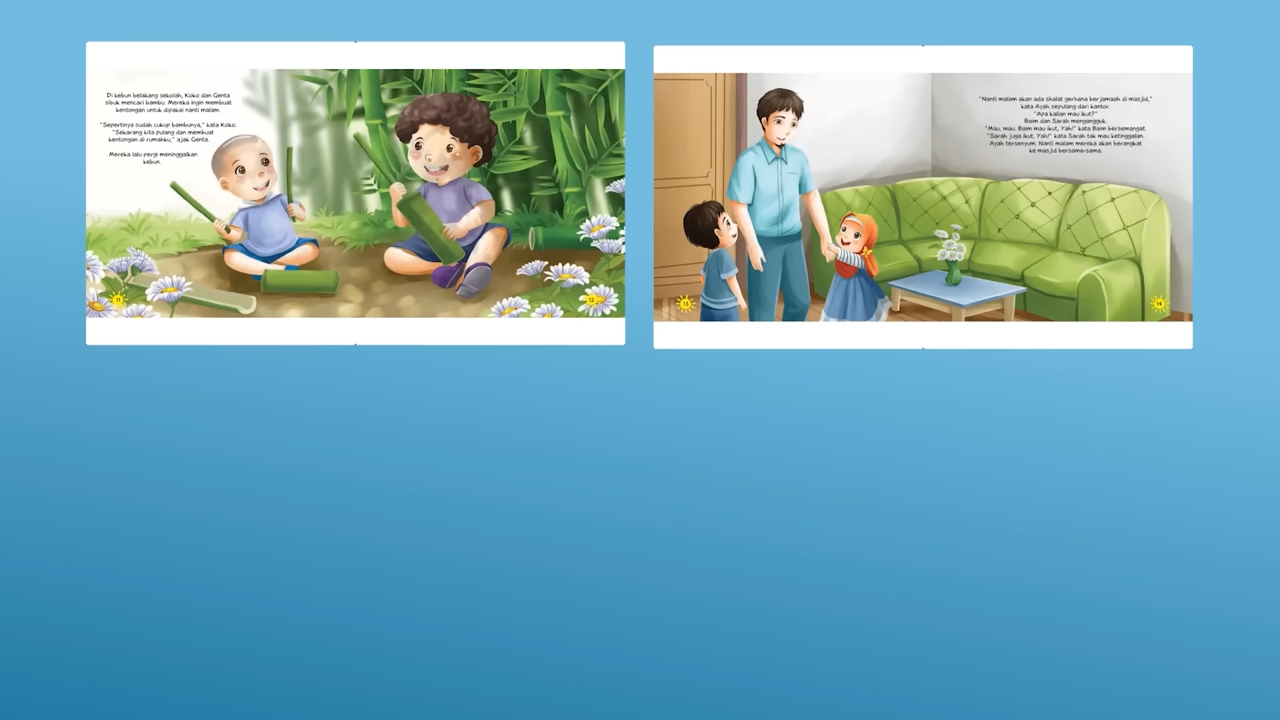 Di kebun belakang sekolah, Koko dan Genta
sibuk mencari bambu. Mereka ingin membuat
kentongan untuk dipakai nanti malam.
"Sepertinya sudah cukup bambunya," kata Koko.
"Sekarang kita pulang dan membuat
kentongan di rumahku," ajak Genta.
Mereka lalu pergi meninggalkan
kebun.
11
12
"Nanti malam akan ada shalat gerhana berjamaah di masjid,"
kata Ayah sepulang dari kantor.
"Apa kalian mau ikut?"
Baim dan Sarah mengangguk.
"Mau, mau. Baim mau ikut, Yah!" kata Baim bersemangat.
"Sarah juga ikut, Yah!" kata Sarah tak mau ketinggalan.
Ayah tersenyum. Nanti malam mereka akan berangkat
ke masjid bersama-sama.
13
14